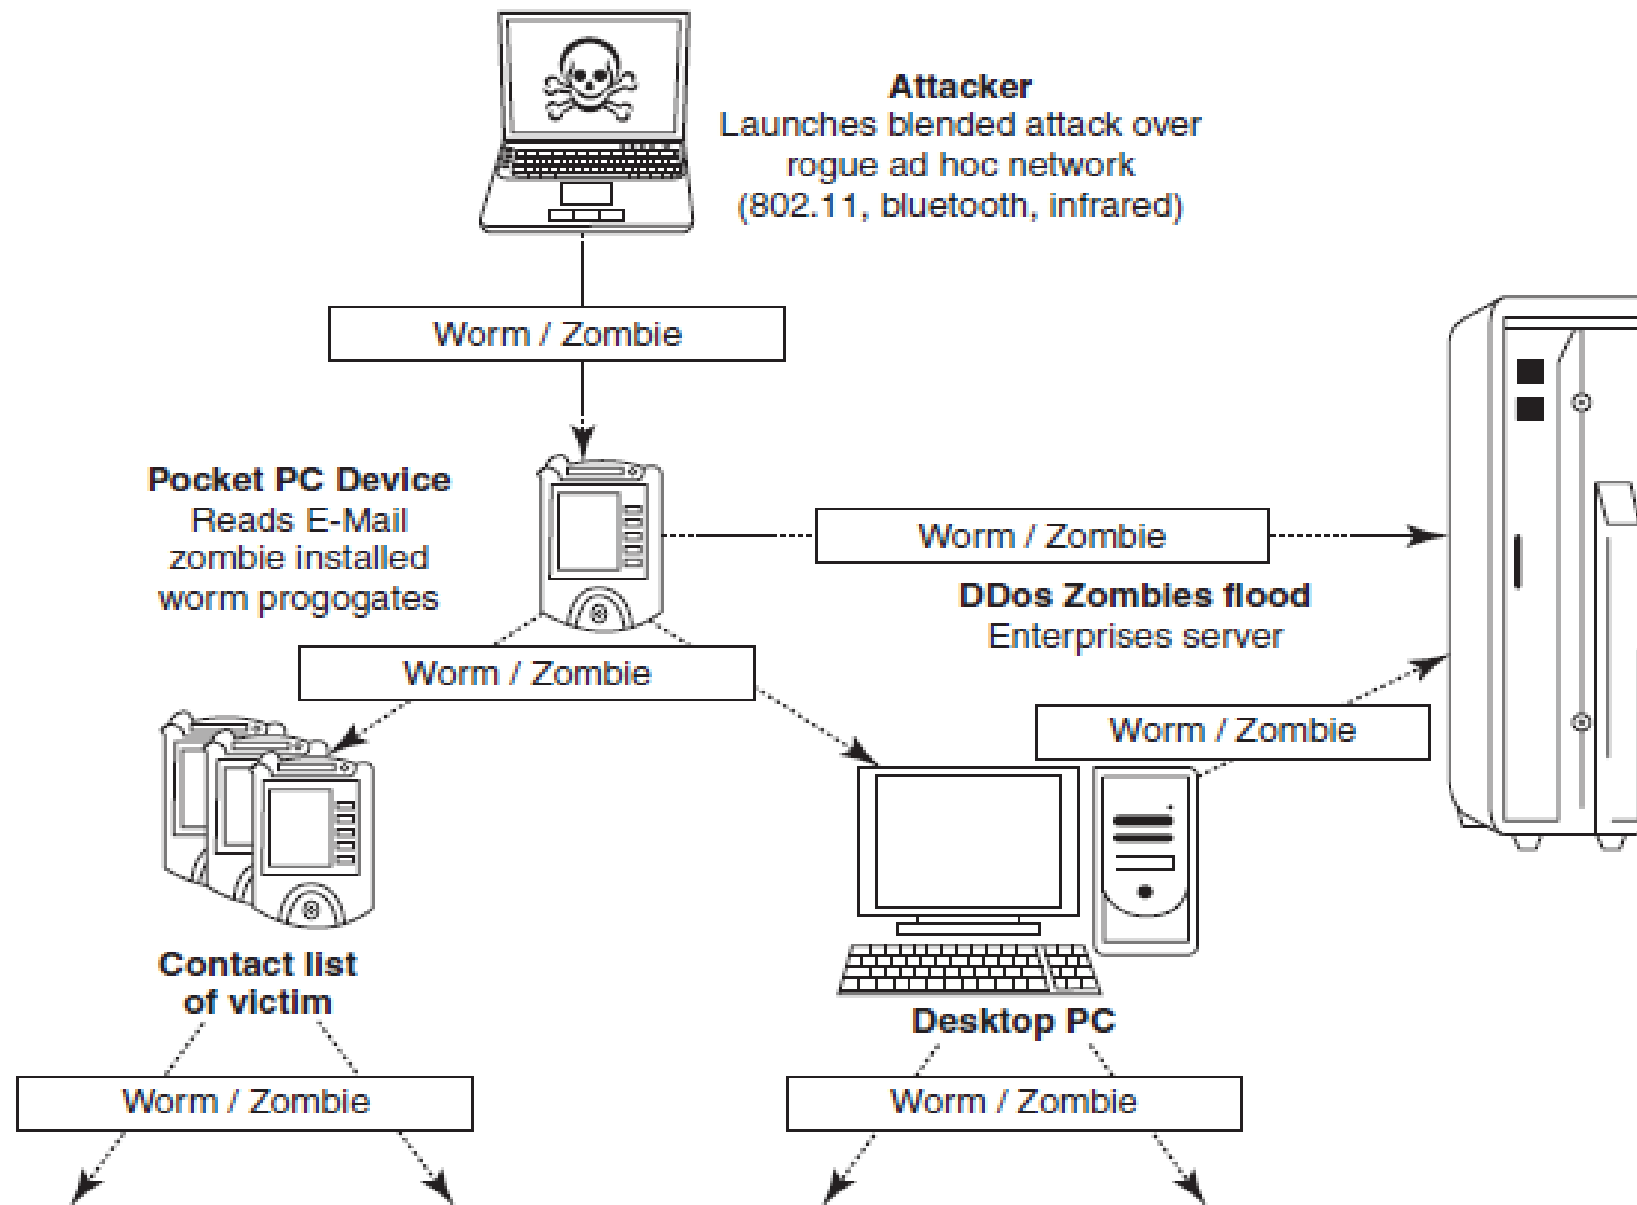 Attacker
Launches blended attack over
rogue ad hoc network
(802.11, bluetooth, infrared)
Worm / Zombie
Pocket PC Device
Reads E-Mail
zombie installed
worm progogates
Worm / Zombie
DDos Zombies flood
Enterprises server
Worm / Zombie
Worm / Zombie
Contact list
of victim
Desktop PC
Worm / Zombie
Worm / Zombie